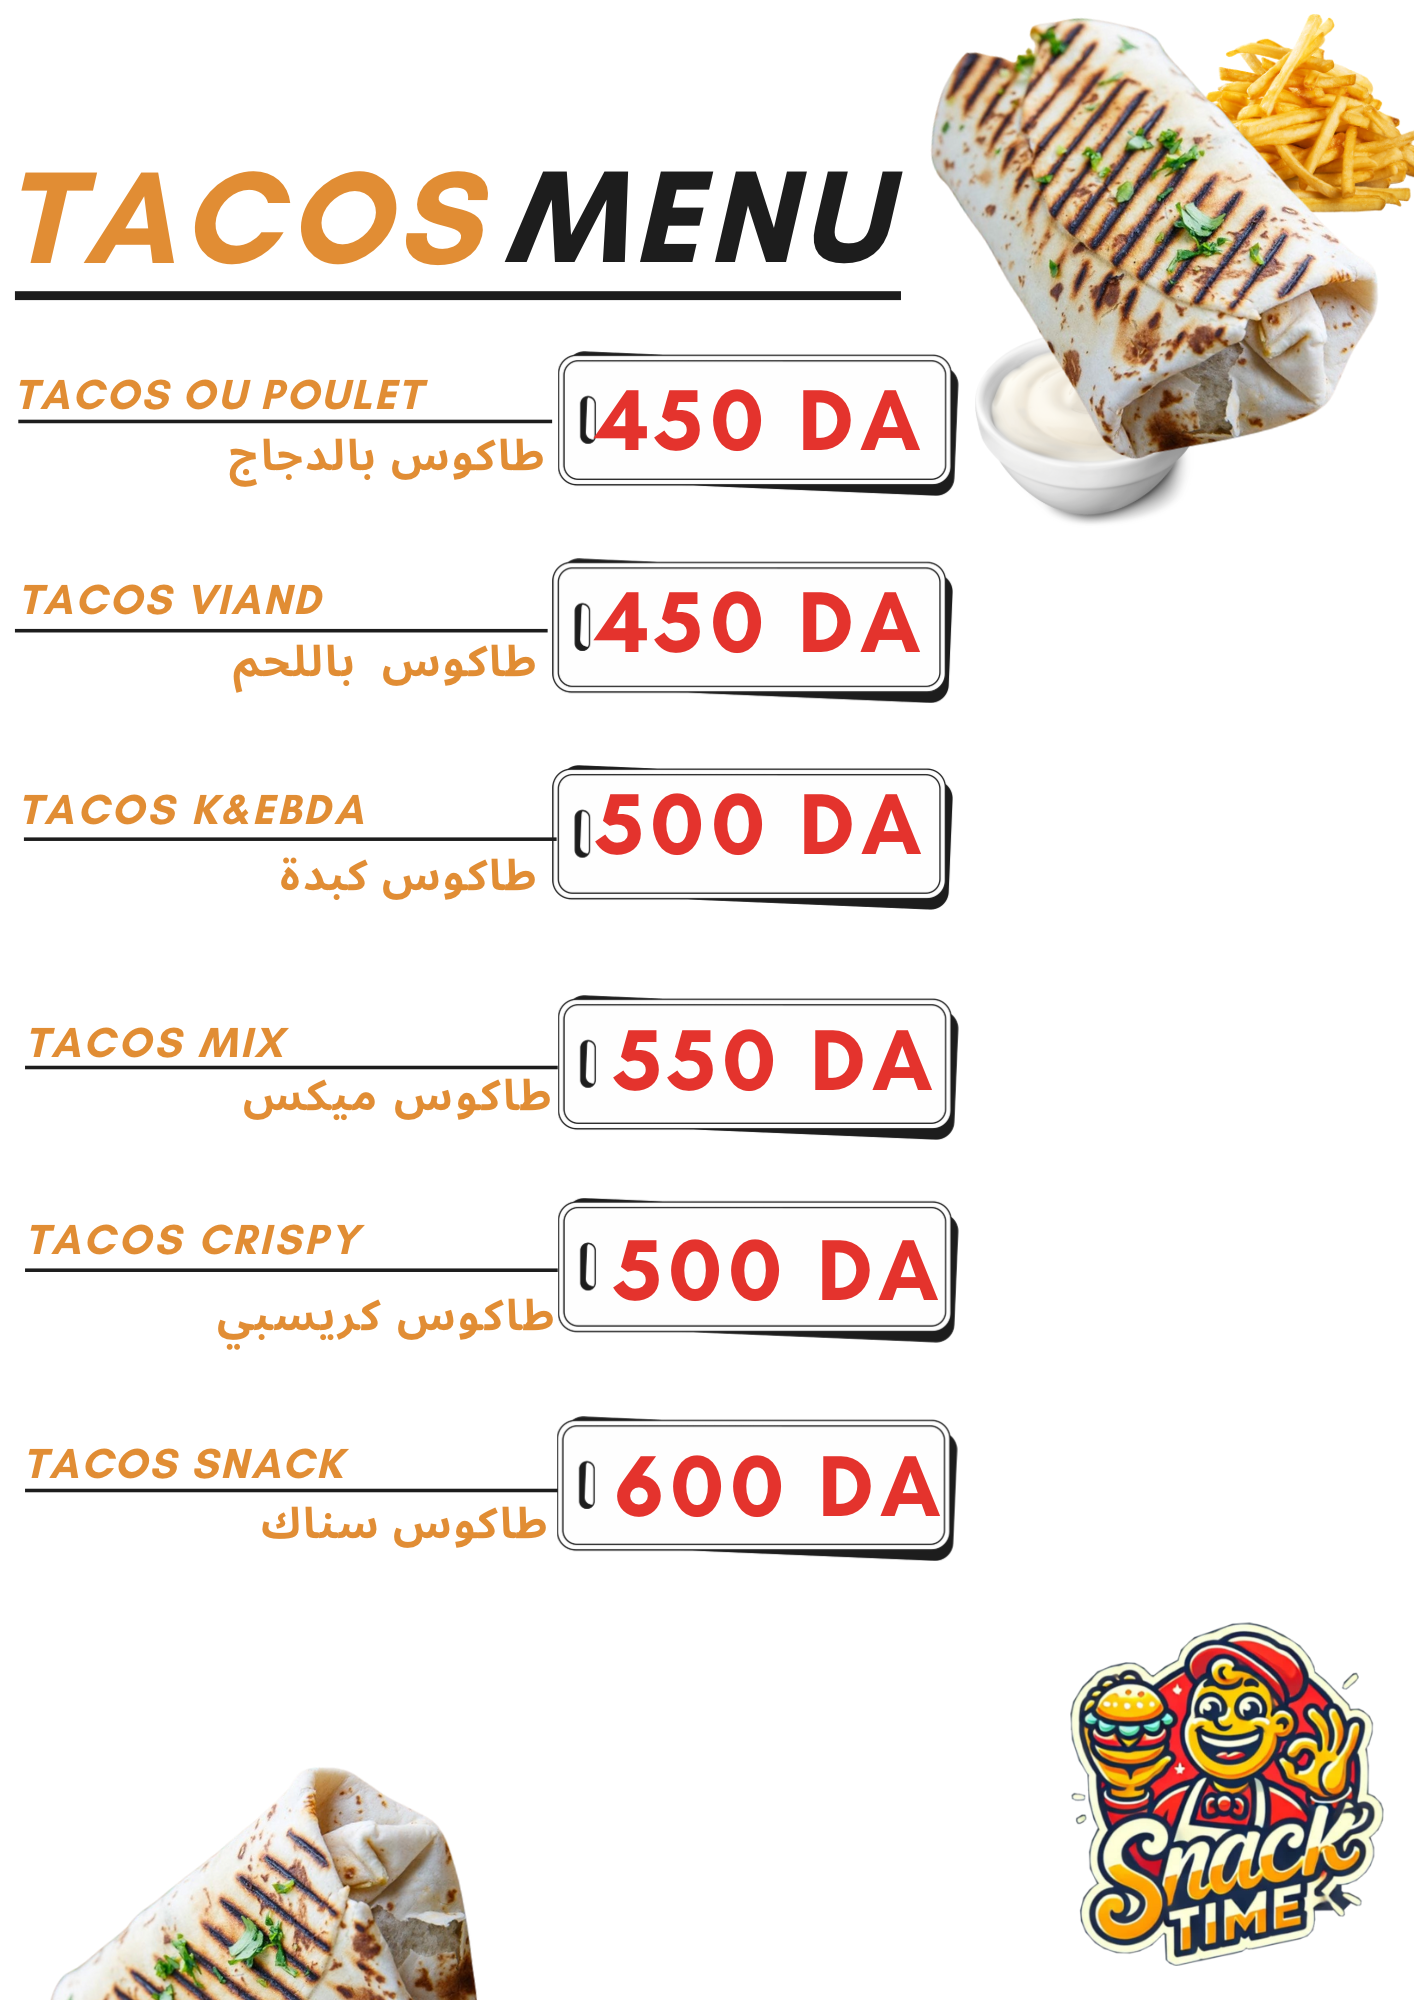 TACOS MENU
TACOS OU POULET
450 DA
طاكوس بالدجاج
TACOS VIAND
450 DA
طاكوس باللحم
TACOS K&EBDA
500 DA
طاكوس كبدة
TACOS MIX
550 DA
طاكوس ميكس
TACOS CRISPY
500 DA
طاكوس كريسبي
TACOS SNACK
600 DA
طاكوس سناك
Snack
TIME